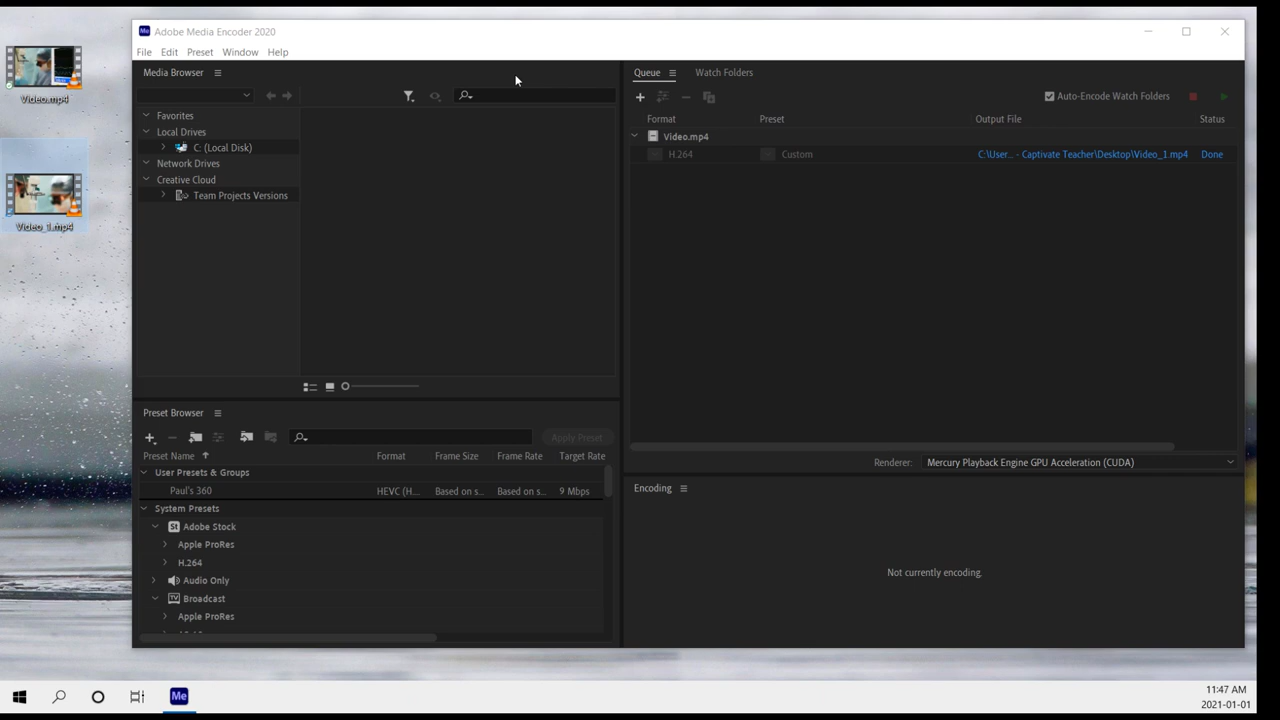 Video.mp4
Video_1.mp4
Me Adobe Media Encoder 2020
File Edit Preset Window Help
Media Browser
Favorites
Local Drives
C: (Local Disk)
Network Drives
Creative Cloud
Team Projects Versions
Preset Browser
Apply Preset
Preset Name Format Frame Size Frame Rate Target Rate
User Presets & Groups
Paul's 360 HEVC (H... Based on s... Based on s... 9 Mbps
System Presets
St Adobe Stock
Apple ProRes
H.264
Audio Only
TV Broadcast
Apple ProRes
Queue Watch Folders
Auto-Encode Watch Folders
Format Preset Output File Status
Video.mp4
H.264 Custom C:\User... - Captivate Teacher\Desktop\Video_1.mp4 Done
Renderer: Mercury Playback Engine GPU Acceleration (CUDA)
Encoding
Not currently encoding.
Me
11:47 AM
2021-01-01